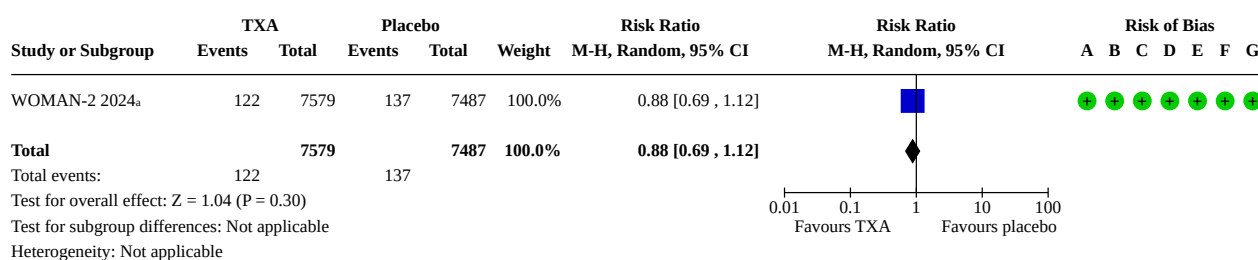 TXA Placebo Risk Ratio Risk Ratio Risk of Bias
Study or Subgroup Events Total Events Total Weight M-H, Random, 95% CI M-H, Random, 95% CI A B C D E F G
WOMAN-2 2024a 122 7579 137 7487 100.0% 0.88 [0.69 , 1.12] + + + + + + +
Total 7579 7487 100.0% 0.88 [0.69 , 1.12]
Total events: 122 137
Test for overall effect: Z = 1.04 (P = 0.30)
0.01 0.1 1 10 100
Test for subgroup differences: Not applicable Favours TXA Favours placebo
Heterogeneity: Not applicable